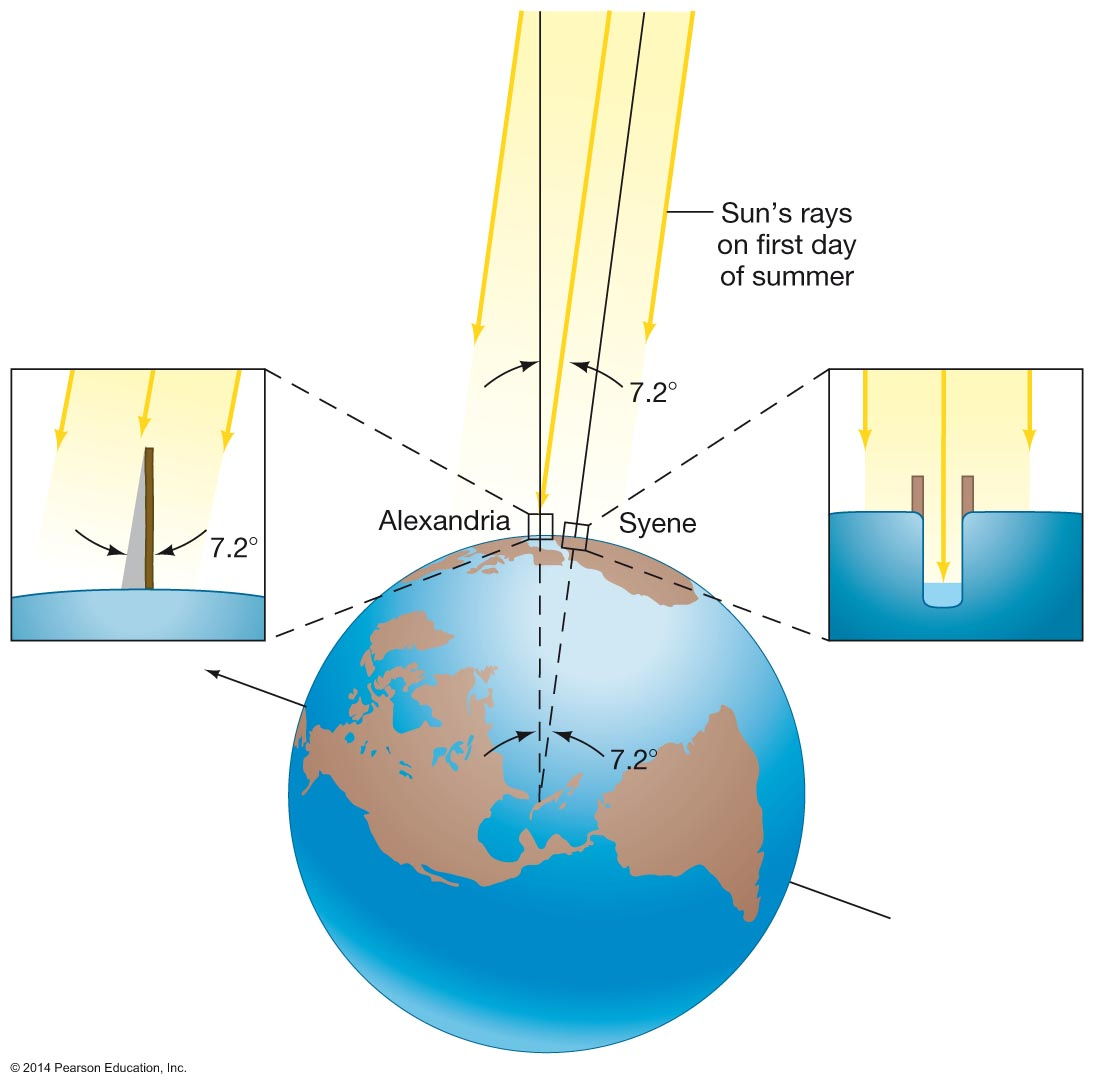 Sun’s rays
on first day
of summer
7.2°
Alexandria
Syene
7.2°
7.2°
© 2014 Pearson Education, Inc.